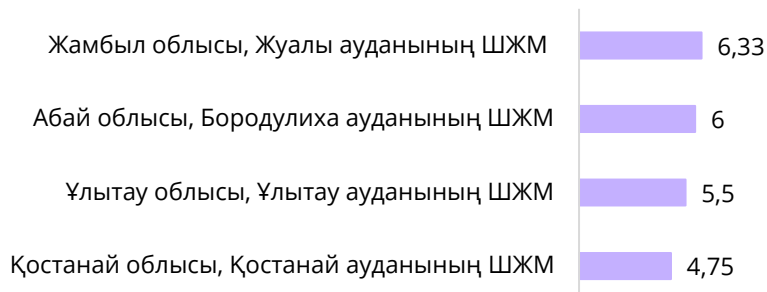 Жамбыл облысы, Жуалы ауданының ШЖМ 6,33
Абай облысы, Бородулиха ауданының ШЖМ 6
Ұлытау облысы, Ұлытау ауданының ШЖМ 5,5
Қостанай облысы, Қостанай ауданының ШЖМ 4,75